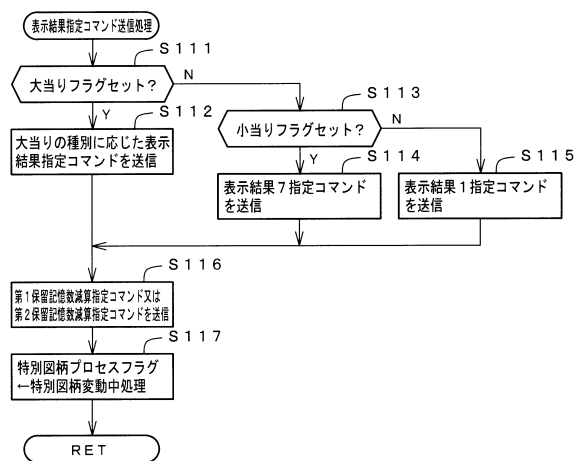 表示結果指定コマンド送信処理
S111
大当りフラグセット?
N
S113
Y
S112
小当りフラグセット?
N
大当りの種別に応じた表示
結果指定コマンドを送信
Y
S114
S115
表示結果7指定コマンド
を送信
表示結果1指定コマンド
を送信
S116
第1保留記憶数減算指定コマンド又は
第2保留記憶数減算指定コマンドを送信
S117
特別図柄プロセスフラグ
←特別図柄変動中処理
RET